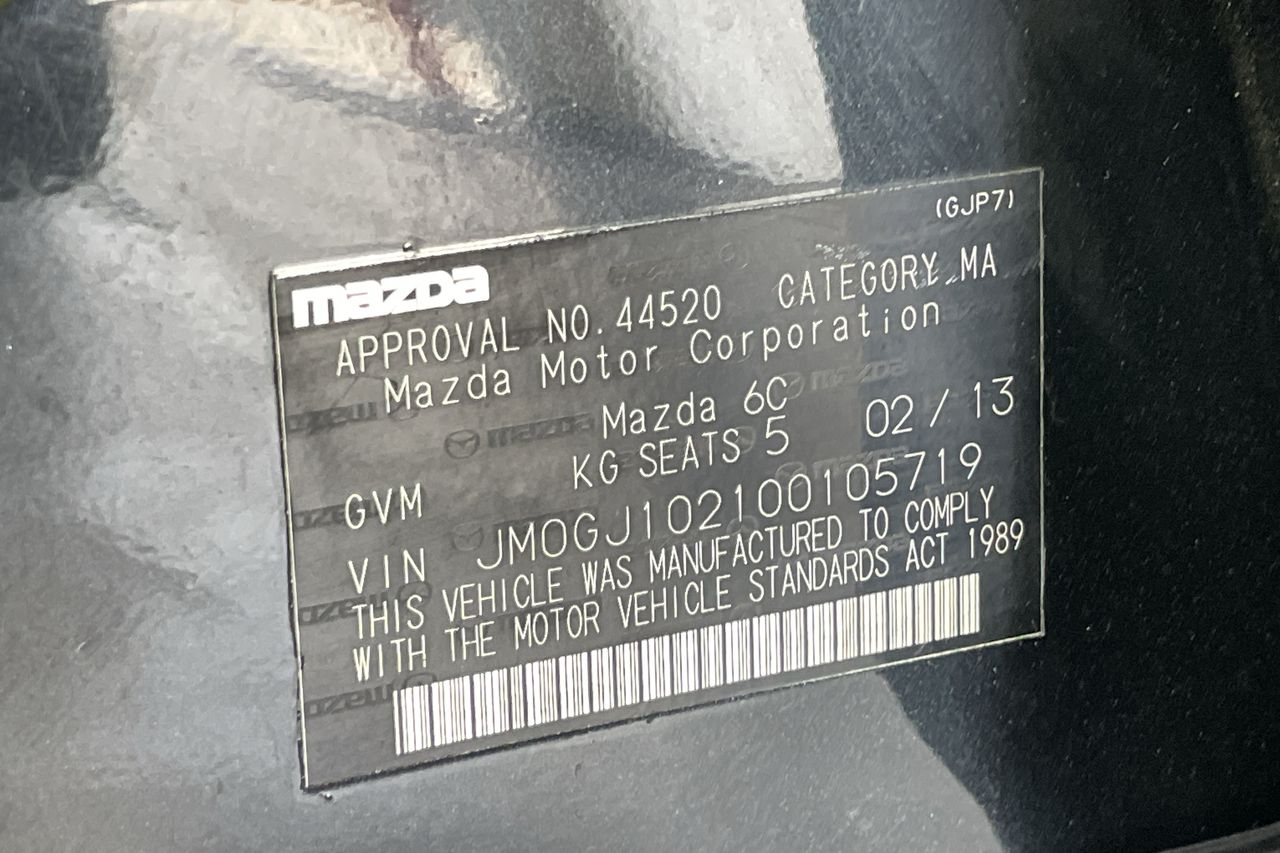 (GJP7)
mazda
APPROVAL NO. 44520 CATEGORY MA
Mazda Motor Corporation
Mazda 6C
GVM KG SEATS 5 02 / 13
VIN JM0GJ102100105719
THIS VEHICLE WAS MANUFACTURED TO COMPLY
WITH THE MOTOR VEHICLE STANDARDS ACT 1989